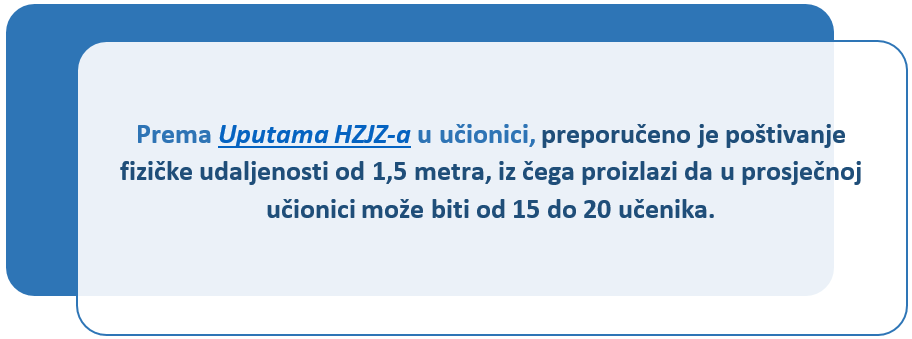 Prema Uputama HZJZ-a u učionici, preporučeno je poštivanje
fizičke udaljenosti od 1,5 metra, iz čega proizlazi da u prosječnoj
učionici može biti od 15 do 20 učenika.